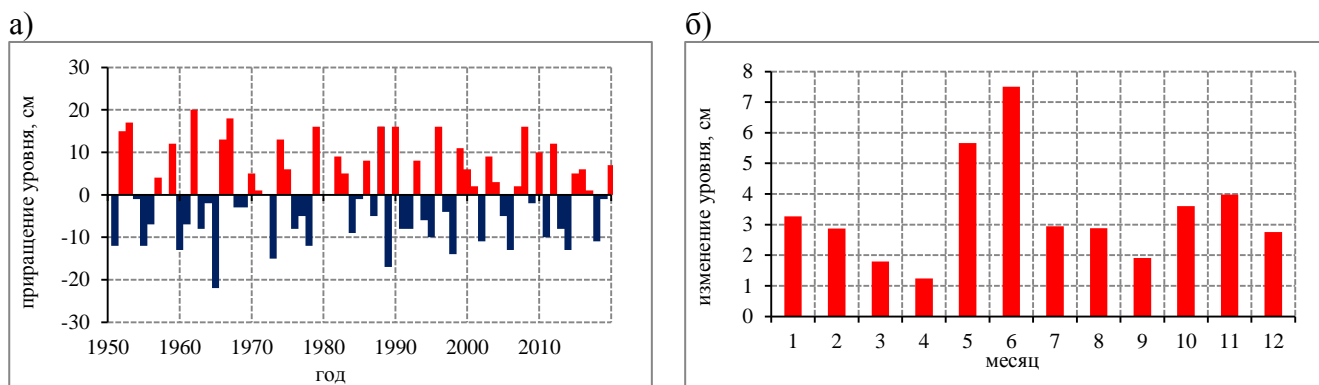 а)
30
20
10
0
-10
-20
-30
1950 1960 1970 1980 1990 2000 2010
год
приращение уровня, см
б)
8
7
6
5
4
3
2
1
0
1 2 3 4 5 6 7 8 9 10 11 12
месяц
изменение уровня, см